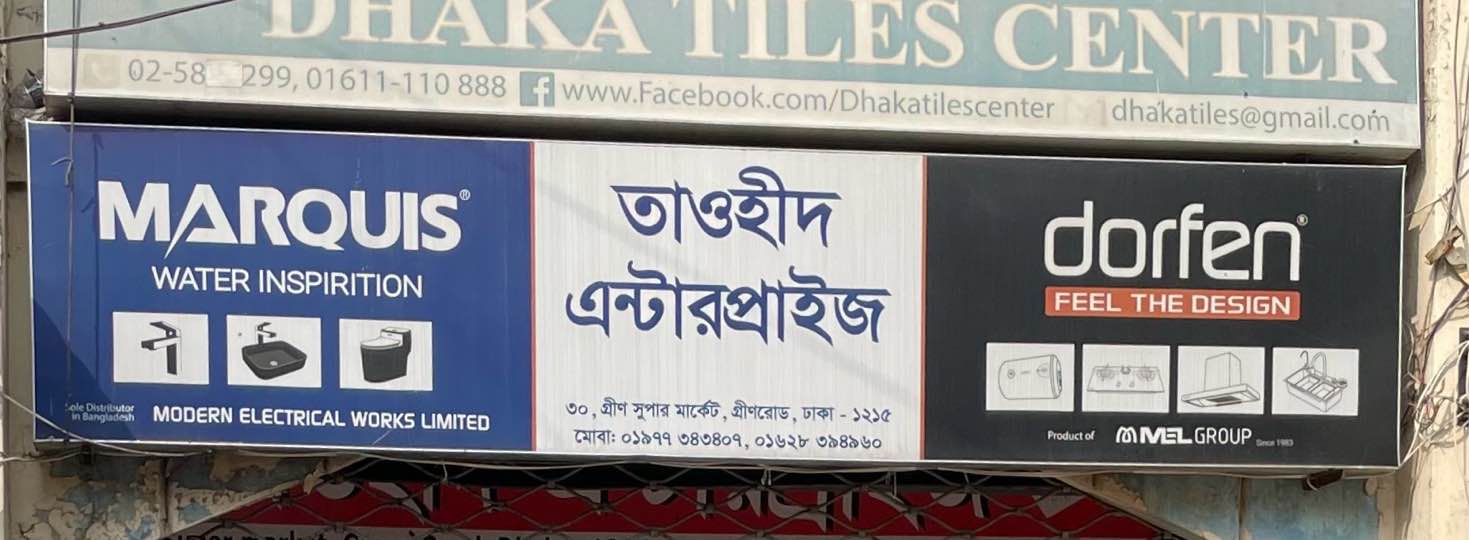 DHAKA TILES CENTER
299, 01611-110 888 www.Facebook.com/Dhakatilescenter dhakatiles@gmail.com
MARQUIS®
WATER INSPIRITION
Sole Distributor
in Bangladesh
MODERN ELECTRICAL WORKS LIMITED
তাওহীদ
এন্টারপ্রাইজ
৩০, গ্রীণ সুপার মার্কেট, গ্রীণরোড, ঢাকা - ১২১৫
মোবা: ০১৯৭৭ ৩৪৩৪০৭, ০১৬২৮ ৩৯৪৯৬০
dorfen®
FEEL THE DESIGN
Product of MEL GROUP Since 1983